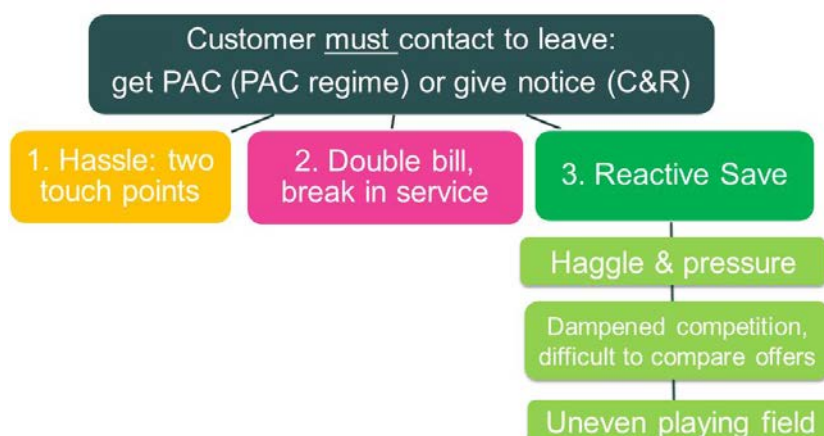 Customer must contact to leave:
get PAC (PAC regime) or give notice (C&R)
1. Hassle: two
touch points
2. Double bill,
break in service
3. Reactive Save
Haggle & pressure
Dampened competition,
difficult to compare offers
Uneven playing field